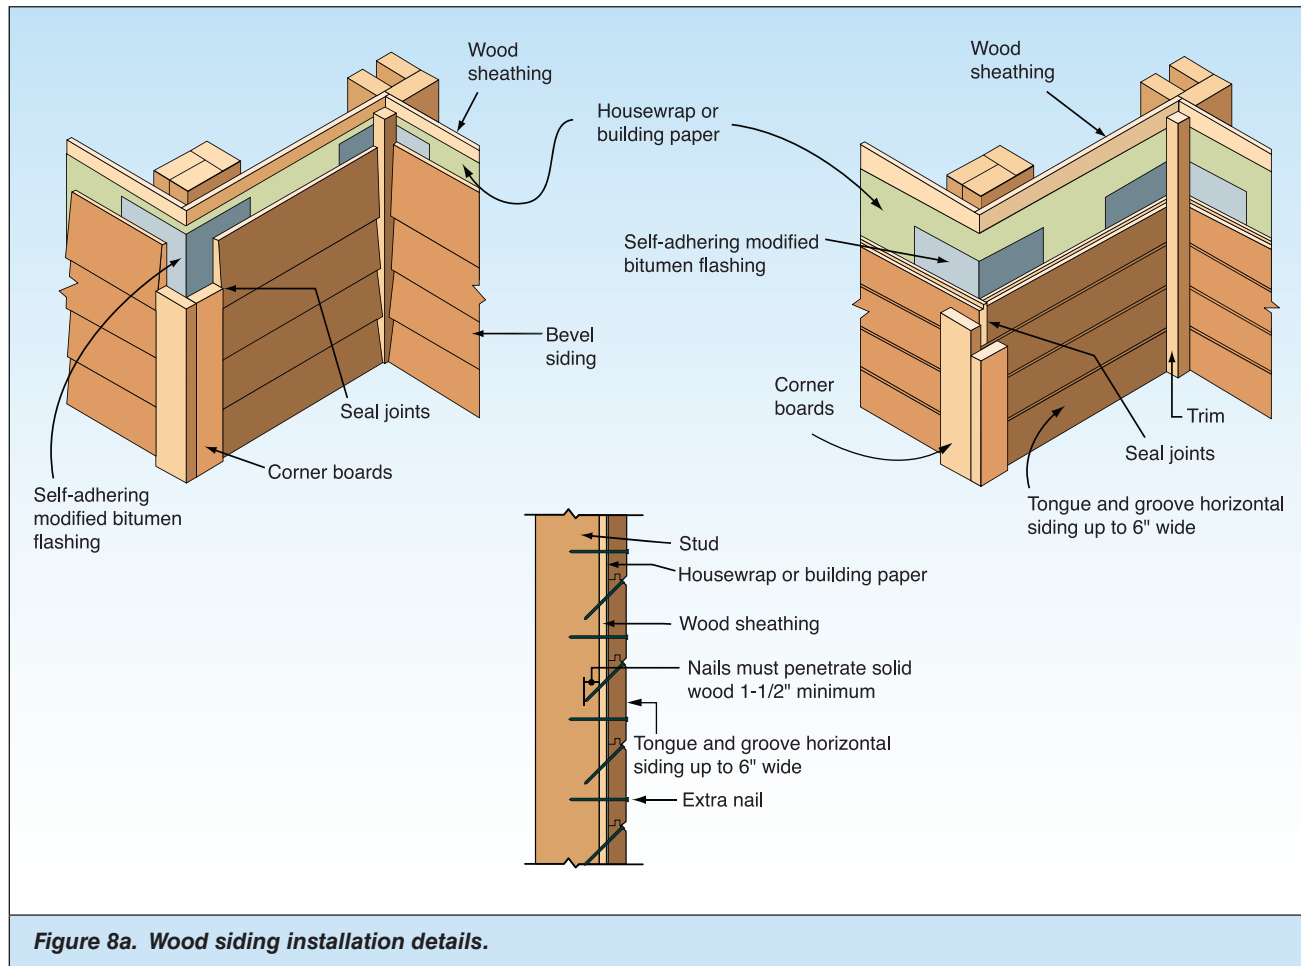 Wood
sheathing
Housewrap or
building paper
Wood
sheathing
Self-adhering modified
bitumen flashing
Bevel
siding
Seal joints
Corner boards
Self-adhering
modified bitumen
flashing
Corner
boards
Trim
Seal joints
Tongue and groove horizontal
siding up to 6" wide
Stud
Housewrap or building paper
Wood sheathing
Nails must penetrate solid
wood 1-1/2" minimum
Tongue and groove horizontal
siding up to 6" wide
Extra nail
Figure 8a. Wood siding installation details.